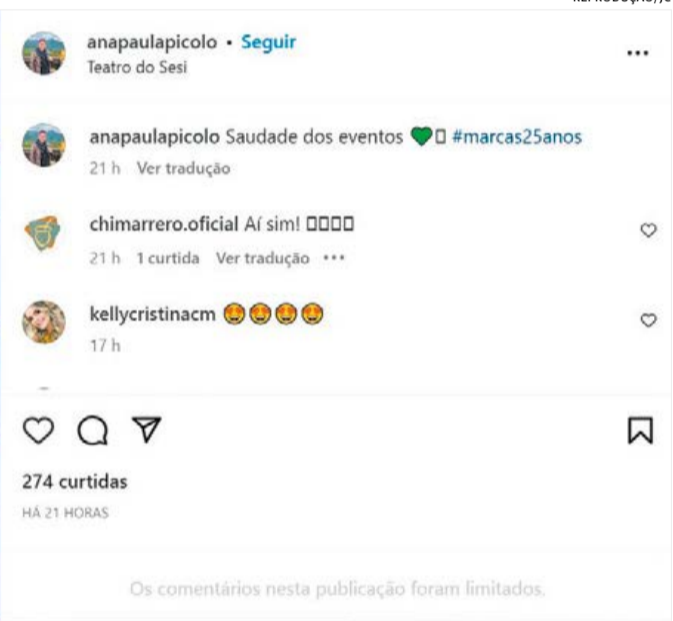 anapaulapicolo • Seguir
Teatro do Sesi
anapaulapicolo Saudade dos eventos 💚▯ #marcas25anos
21 h Ver tradução
chimarrero.oficial Aí sim! ▯▯▯▯
21 h 1 curtida Ver tradução •••
kellycristinacm 🤩🤩🤩🤩
17 h
274 curtidas
HÁ 21 HORAS
Os comentários nesta publicação foram limitados.